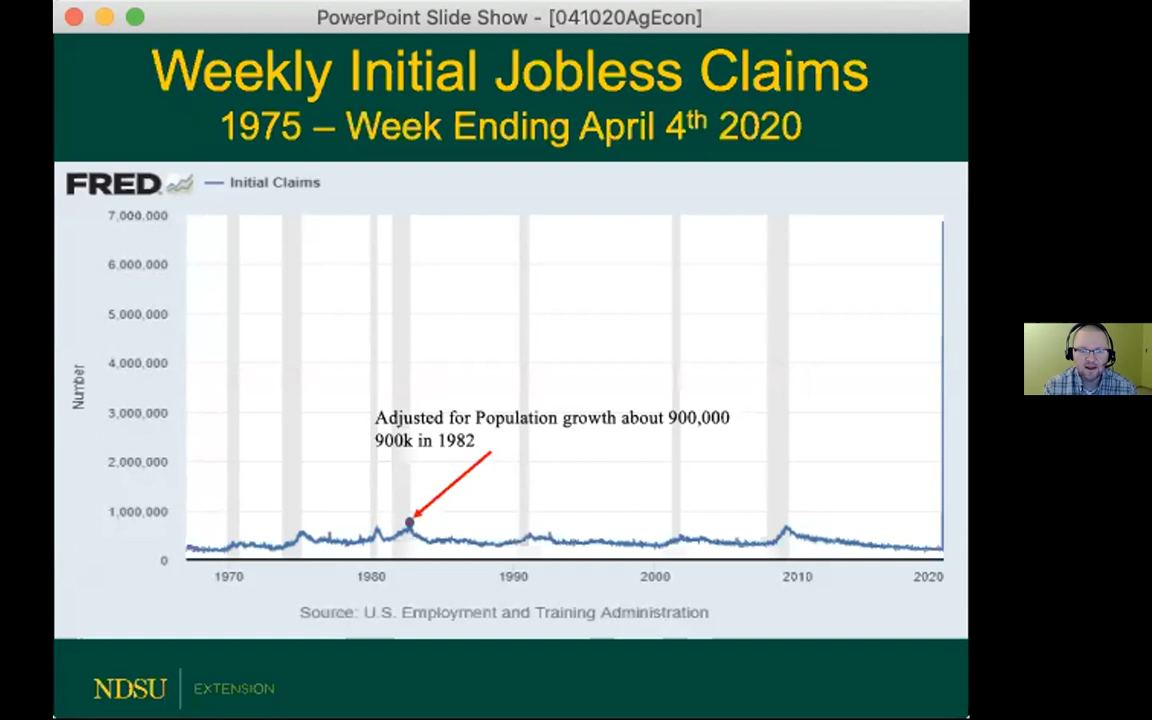 PowerPoint Slide Show - [041020AgEcon]
Weekly Initial Jobless Claims
1975 – Week Ending April 4th 2020
FRED — Initial Claims
7,000,000
6,000,000
5,000,000
4,000,000
3,000,000
2,000,000
1,000,000
0
Number
Adjusted for Population growth about 900,000
900k in 1982
1970 1980 1990 2000 2010 2020
Source: U.S. Employment and Training Administration
NDSU EXTENSION